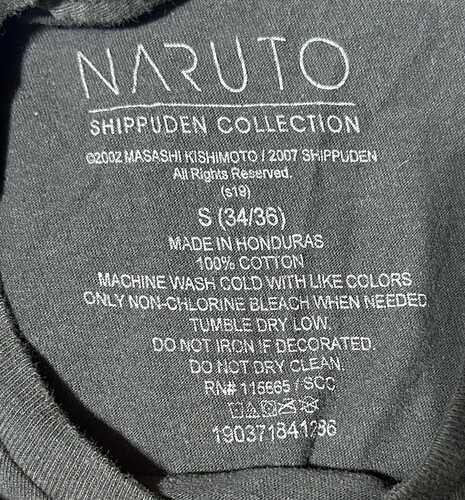 NARUTO
SHIPPUDEN COLLECTION
©2002 MASASHI KISHIMOTO / 2007 SHIPPUDEN
All Rights Reserved.
(s19)
S (34/36)
MADE IN HONDURAS
100% COTTON
MACHINE WASH COLD WITH LIKE COLORS
ONLY NON-CHLORINE BLEACH WHEN NEEDED
TUMBLE DRY LOW.
DO NOT IRON IF DECORATED.
DO NOT DRY CLEAN.
RN# 115665 / SCC
190371841286